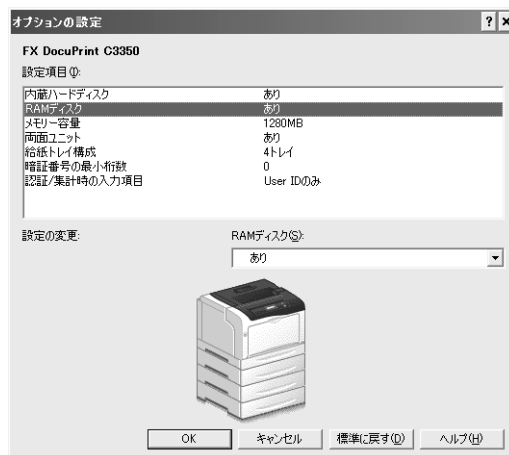 オプションの設定
FX DocuPrint C3350
設定項目(I):
内蔵ハードディスク あり
RAMディスク あり
メモリー容量 1280MB
両面ユニット あり
給紙トレイ構成 4トレイ
暗証番号の最小桁数 0
認証/集計時の入力項目 User IDのみ
設定の変更: RAMディスク(S):
あり
OK キャンセル 標準に戻す(D) ヘルプ(H)